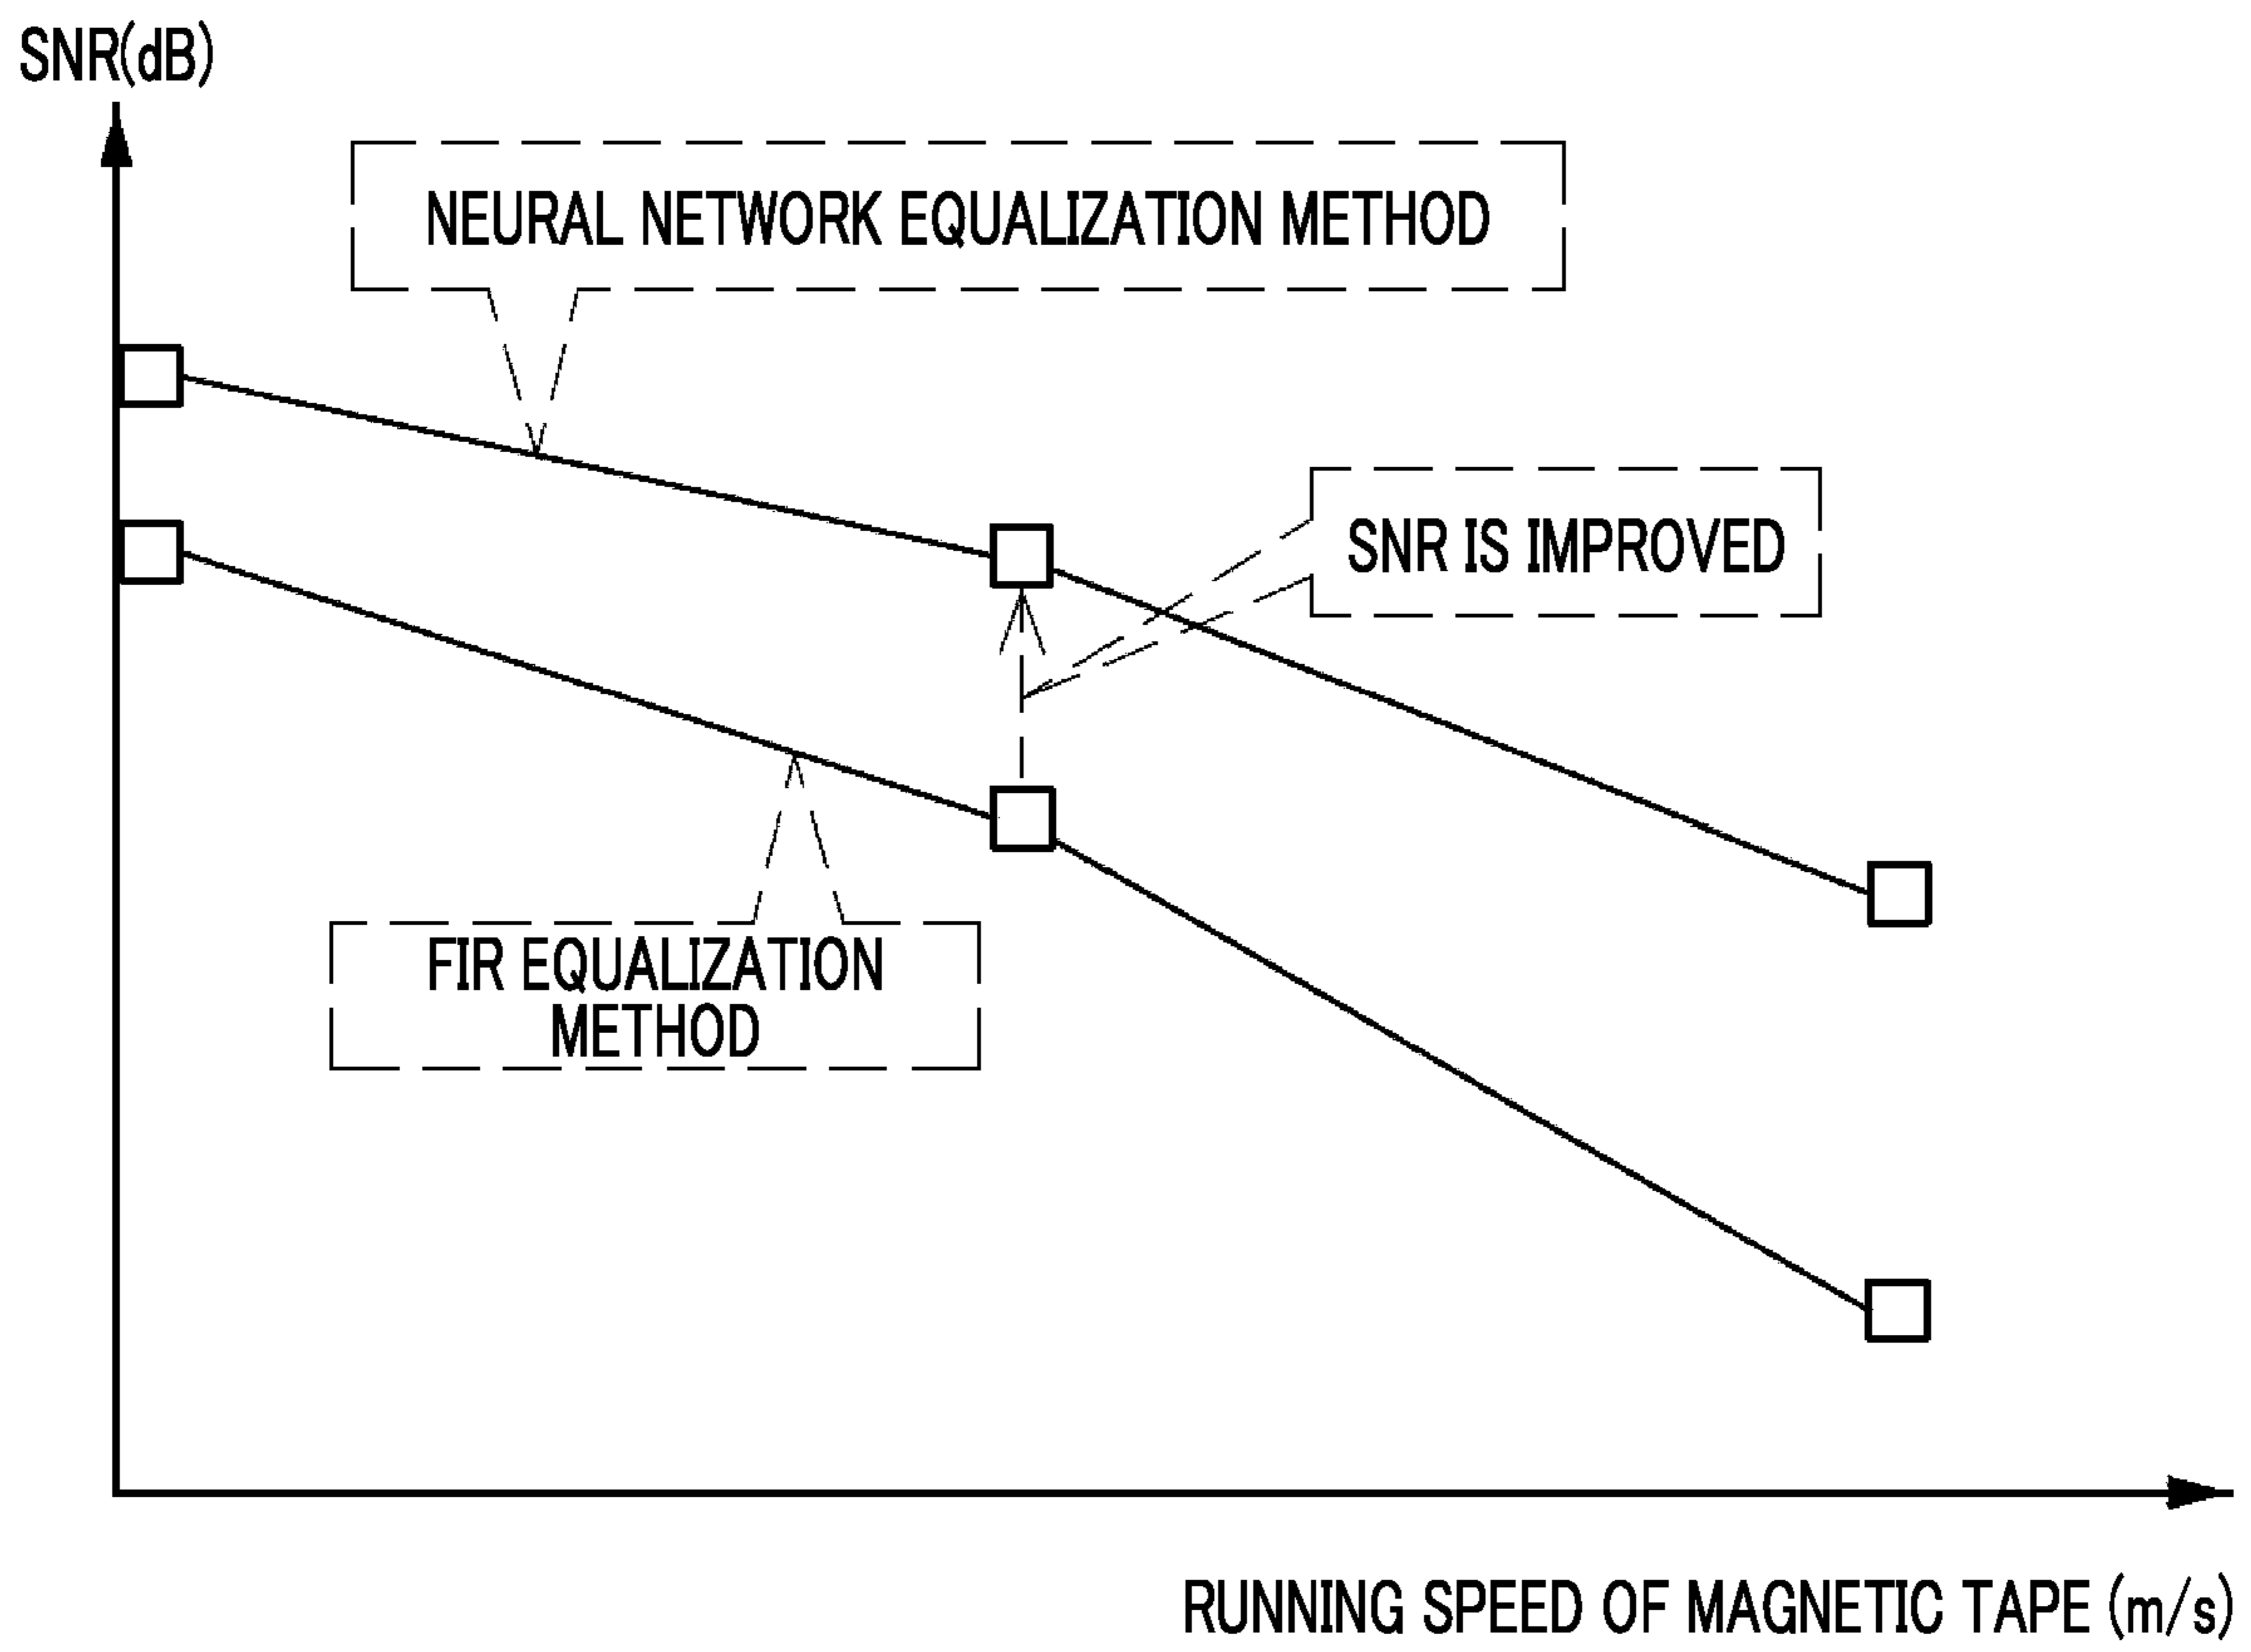 SNR(dB)
NEURAL NETWORK EQUALIZATION METHOD
SNR IS IMPROVED
FIR EQUALIZATION
METHOD
RUNNING SPEED OF MAGNETIC TAPE (m/s)